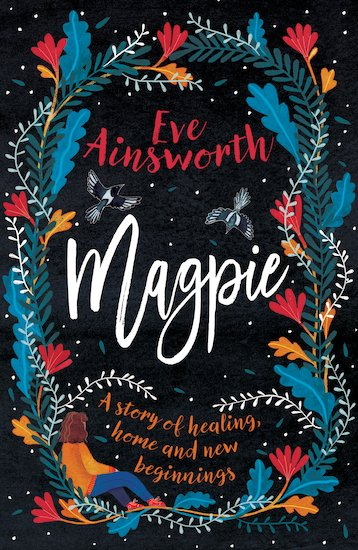 Eve
Ainsworth
Magpie
A story of healing,
home and new
beginnings